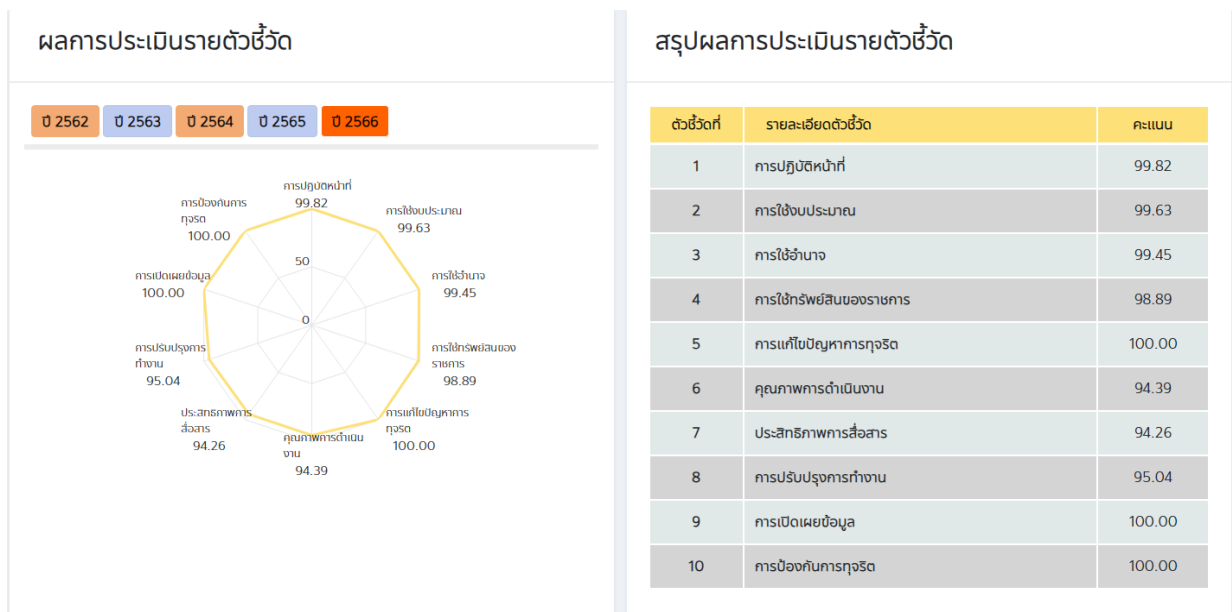 ผลการประเมินรายตัวชี้วัด
ปี 2562 ปี 2563 ปี 2564 ปี 2565 ปี 2566
การปฏิบัติหน้าที่
99.82
การใช้งบประมาณ
99.63
การใช้อำนาจ
99.45
การใช้ทรัพย์สินของ
ราชการ
98.89
การแก้ไขปัญหาการ
ทุจริต
100.00
คุณภาพการดำเนิน
งาน
94.39
ประสิทธิภาพการ
สื่อสาร
94.26
การปรับปรุงการ
ทำงาน
95.04
การเปิดเผยข้อมูล
100.00
การป้องกันการ
ทุจริต
100.00
50
0
สรุปผลการประเมินรายตัวชี้วัด
ตัวชี้วัดที่ รายละเอียดตัวชี้วัด คะแนน
1 การปฏิบัติหน้าที่ 99.82
2 การใช้งบประมาณ 99.63
3 การใช้อำนาจ 99.45
4 การใช้ทรัพย์สินของราชการ 98.89
5 การแก้ไขปัญหาการทุจริต 100.00
6 คุณภาพการดำเนินงาน 94.39
7 ประสิทธิภาพการสื่อสาร 94.26
8 การปรับปรุงการทำงาน 95.04
9 การเปิดเผยข้อมูล 100.00
10 การป้องกันการทุจริต 100.00